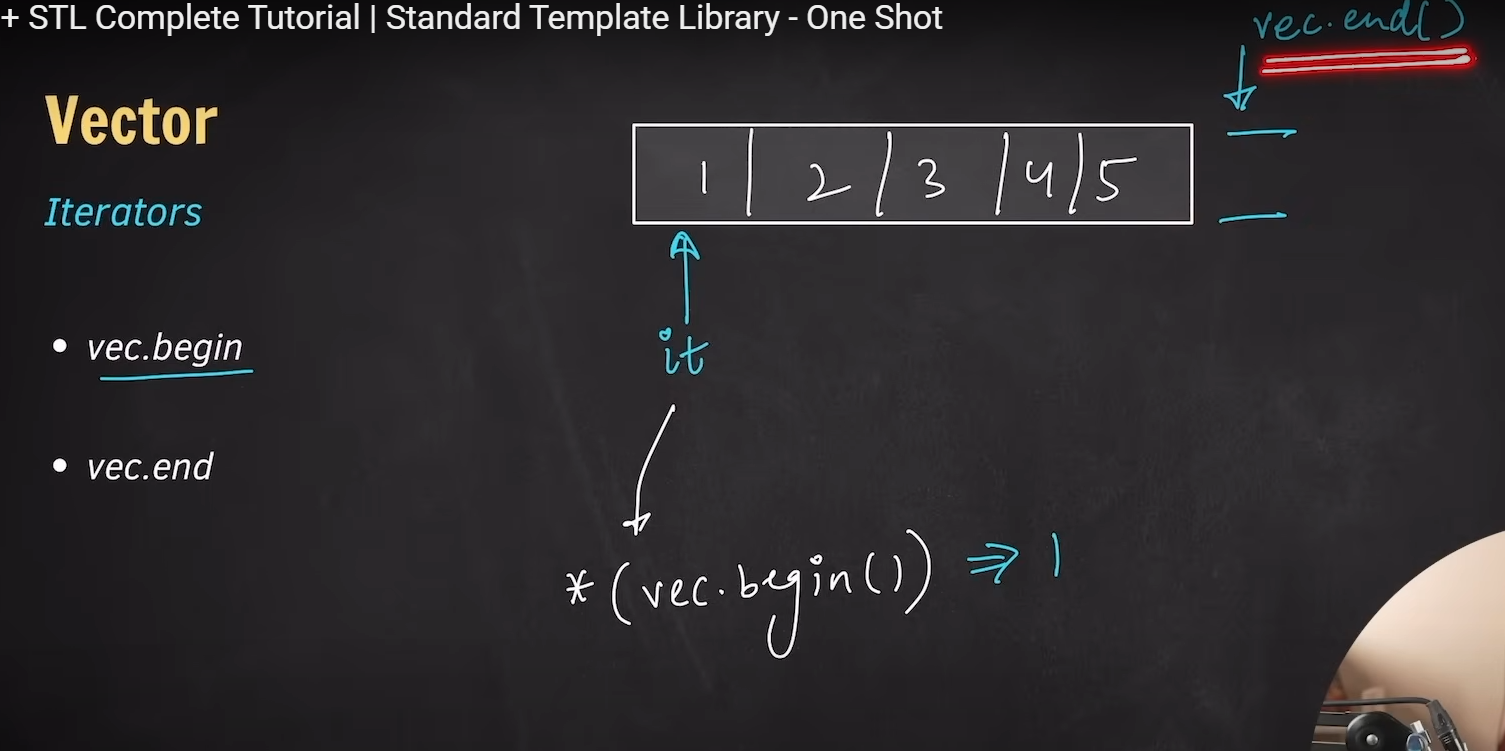 + STL Complete Tutorial | Standard Template Library - One Shot
vec.end()
Vector
1 | 2 | 3 | 4 | 5
Iterators
• vec.begin
it
• vec.end
*(vec.begin()) ⇒ 1